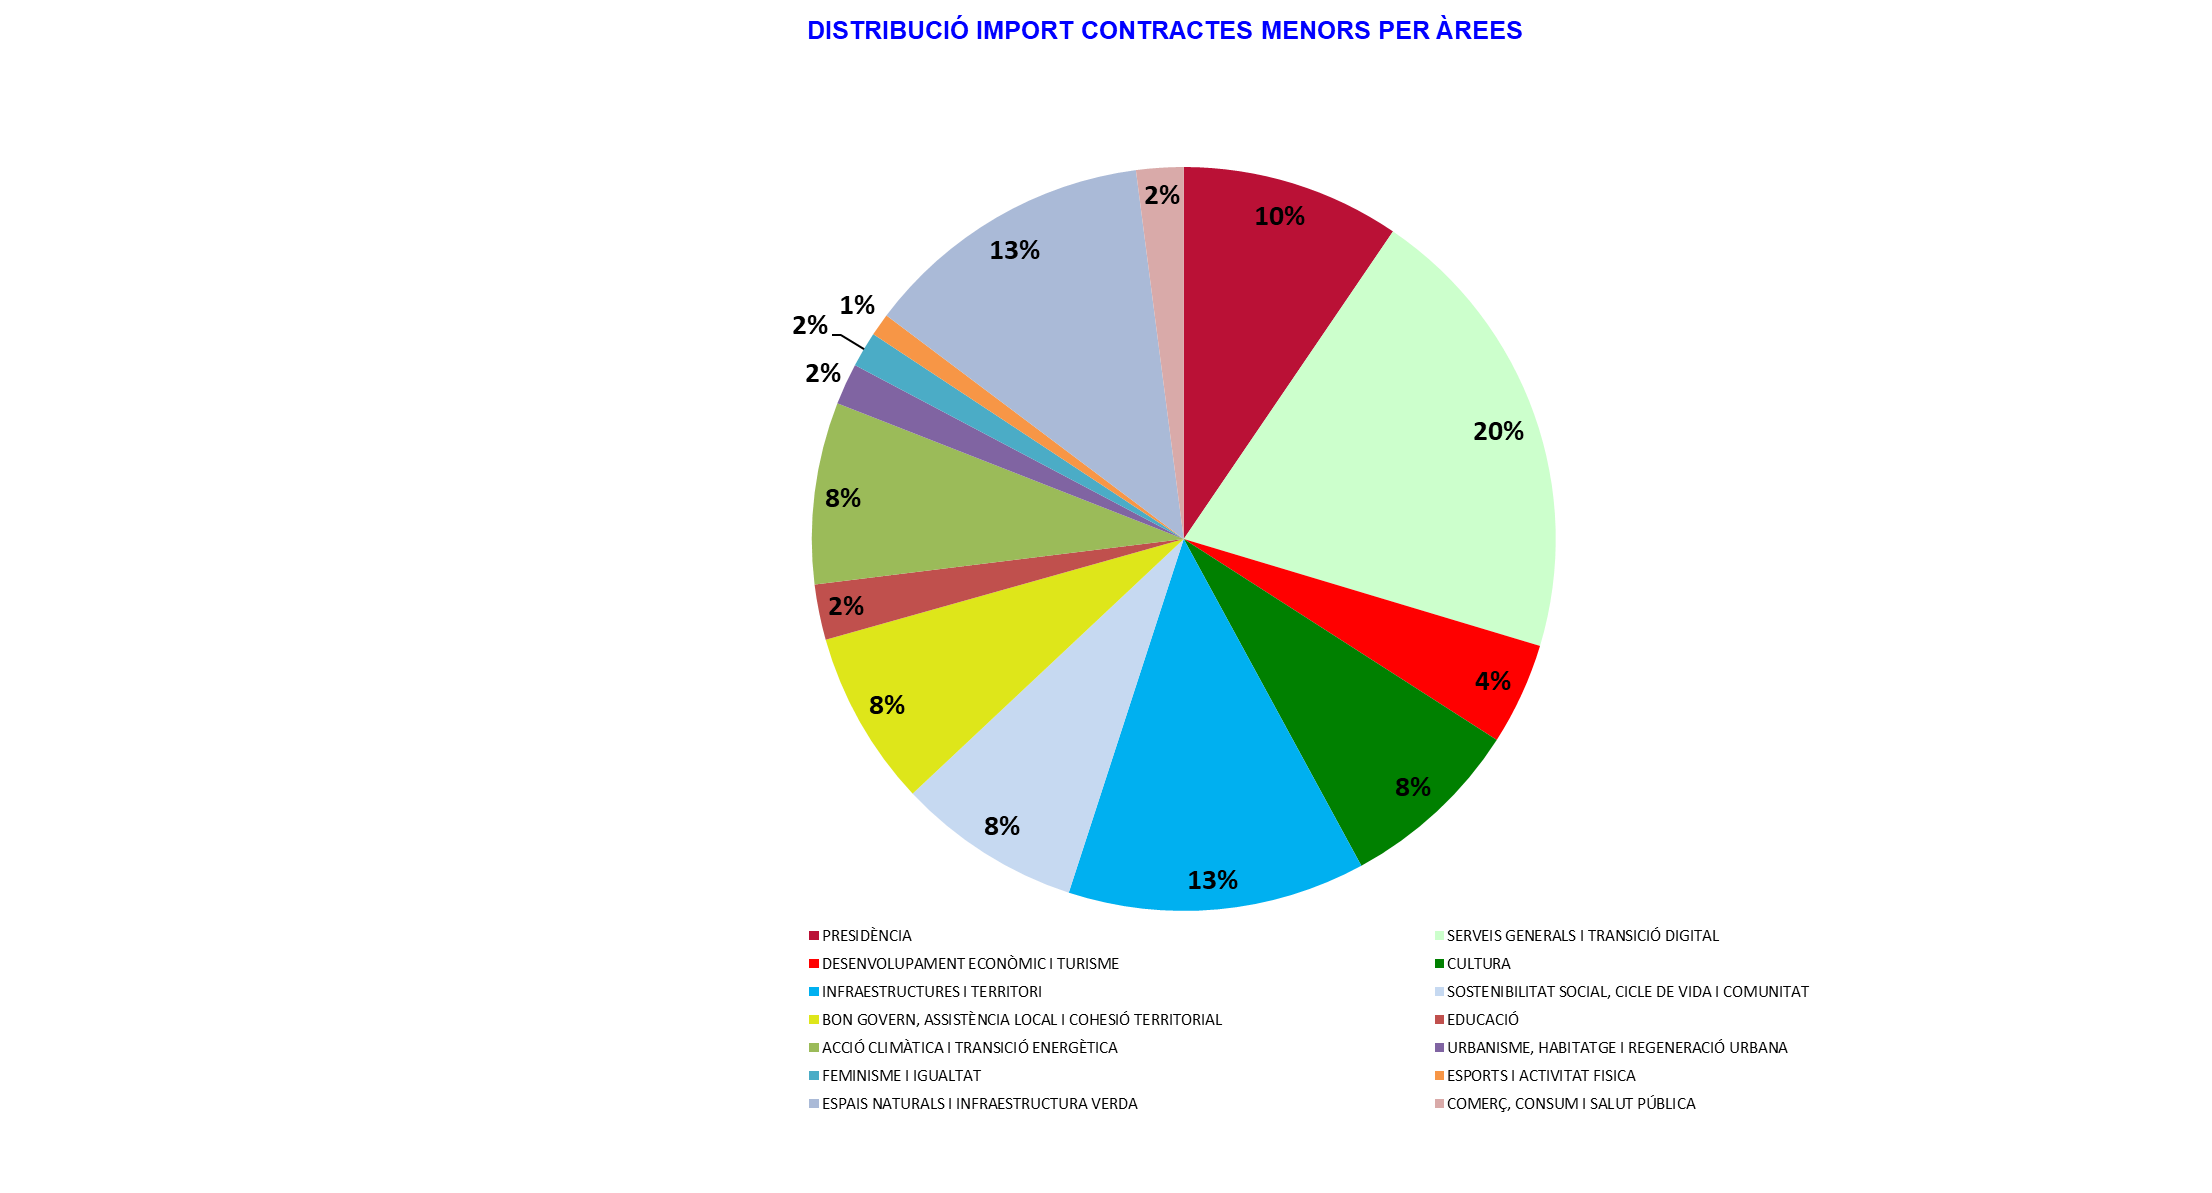 DISTRIBUCIÓ IMPORT CONTRACTES MENORS PER ÀREES
10%
20%
4%
8%
13%
8%
8%
2%
8%
2%
2%
1%
13%
2%
PRESIDÈNCIA
SERVEIS GENERALS I TRANSICIÓ DIGITAL
DESENVOLUPAMENT ECONÒMIC I TURISME
CULTURA
INFRAESTRUCTURES I TERRITORI
SOSTENIBILITAT SOCIAL, CICLE DE VIDA I COMUNITAT
BON GOVERN, ASSISTÈNCIA LOCAL I COHESIÓ TERRITORIAL
EDUCACIÓ
ACCIÓ CLIMÀTICA I TRANSICIÓ ENERGÈTICA
URBANISME, HABITATGE I REGENERACIÓ URBANA
FEMINISME I IGUALTAT
ESPORTS I ACTIVITAT FISICA
ESPAIS NATURALS I INFRAESTRUCTURA VERDA
COMERÇ, CONSUM I SALUT PÚBLICA